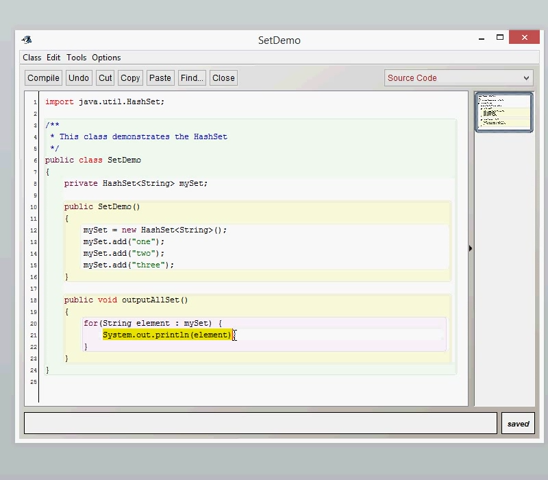 SetDemo
Class Edit Tools Options
Compile Undo Cut Copy Paste Find... Close Source Code
1 import java.util.HashSet;
2
3 /**
4 * This class demonstrates the HashSet
5 */
6 public class SetDemo
7 {
8 private HashSet<String> mySet;
9
10 public SetDemo()
11 {
12 mySet = new HashSet<String>();
13 mySet.add("one");
14 mySet.add("two");
15 mySet.add("three");
16 }
17
18 public void outputAllSet()
19 {
20 for(String element : mySet) {
21 System.out.println(element)
22 }
23 }
24 }
25
saved